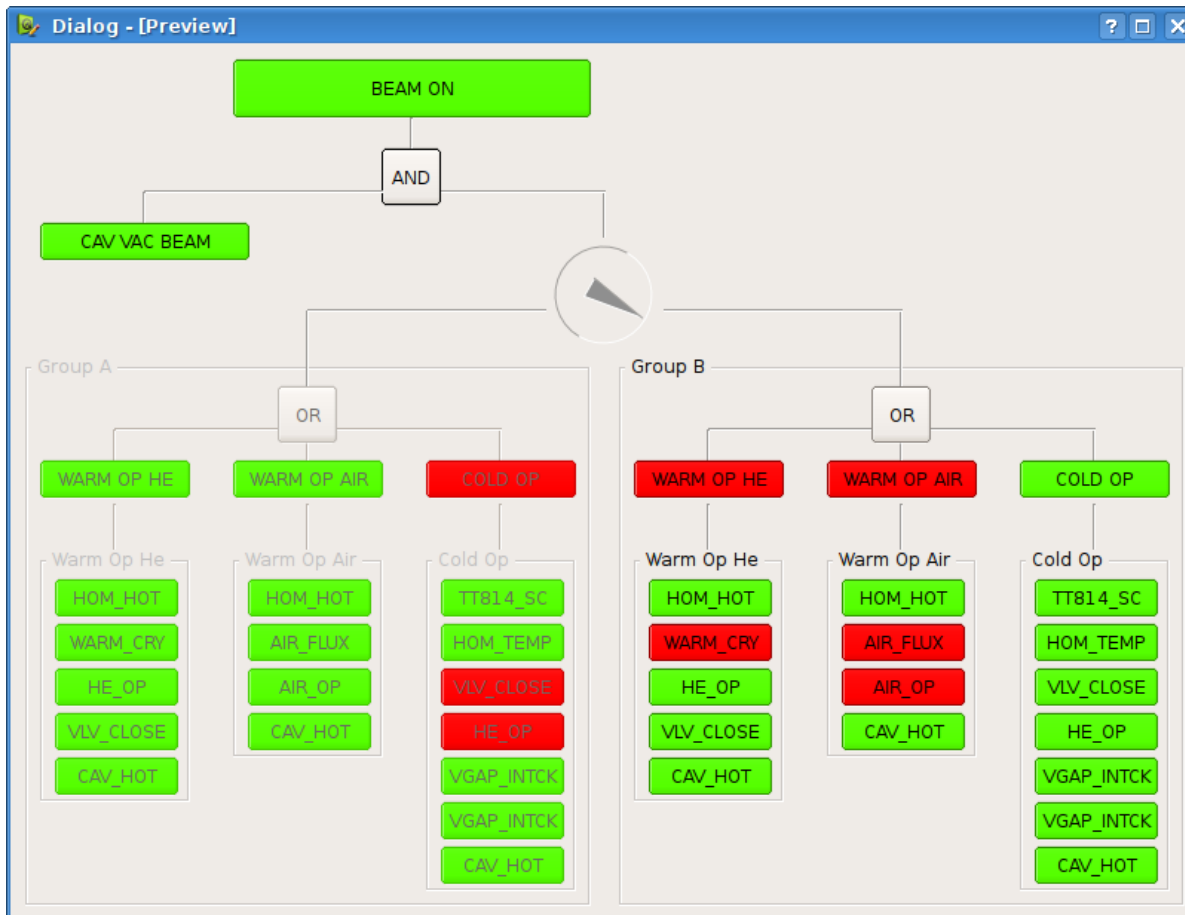 Dialog - [Preview]
BEAM ON
AND
CAV VAC BEAM
Group A
OR
WARM OP HE
WARM OP AIR
COLD OP
Warm Op He
HOM_HOT
WARM_CRY
HE_OP
VLV_CLOSE
CAV_HOT
Warm Op Air
HOM_HOT
AIR_FLUX
AIR_OP
CAV_HOT
Cold Op
TT814_SC
HOM_TEMP
VLV_CLOSE
HE_OP
VGAP_INTCK
VGAP_INTCK
CAV_HOT
Group B
OR
WARM OP HE
WARM OP AIR
COLD OP
Warm Op He
HOM_HOT
WARM_CRY
HE_OP
VLV_CLOSE
CAV_HOT
Warm Op Air
HOM_HOT
AIR_FLUX
AIR_OP
CAV_HOT
Cold Op
TT814_SC
HOM_TEMP
VLV_CLOSE
HE_OP
VGAP_INTCK
VGAP_INTCK
CAV_HOT